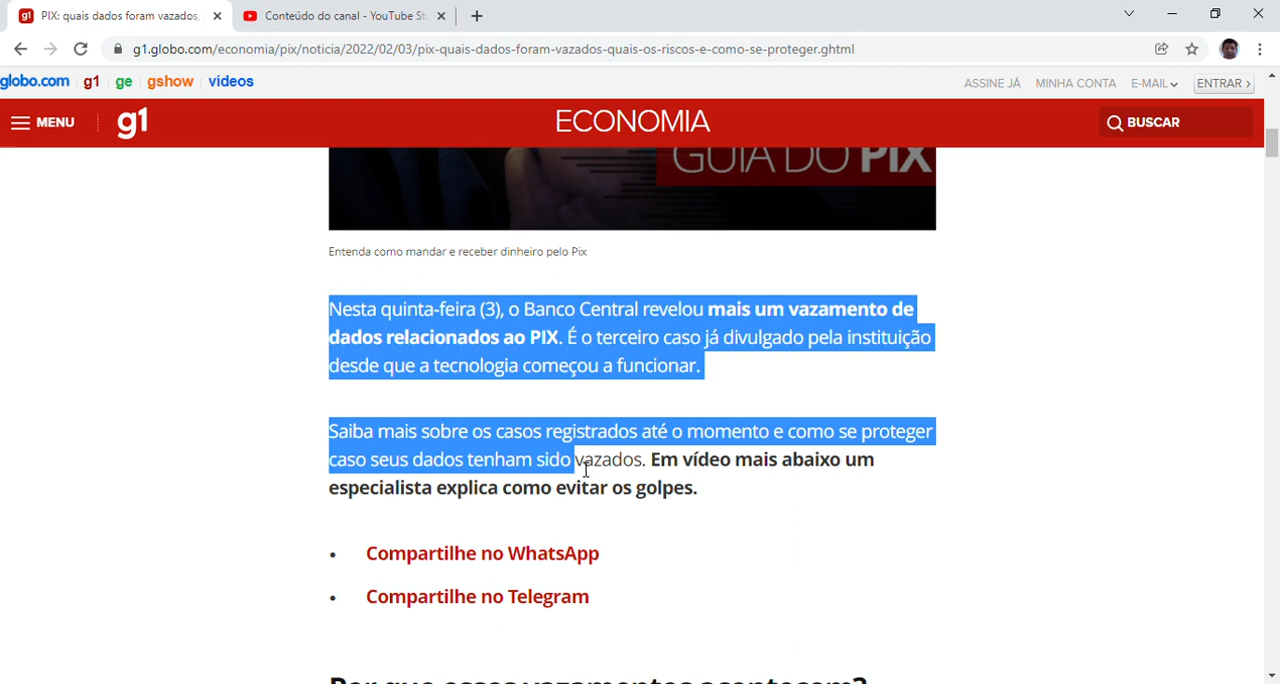 PIX: quais dados foram vazados,
Conteúdo do canal - YouTube St
g1.globo.com/economia/pix/noticia/2022/02/03/pix-quais-dados-foram-vazados-quais-os-riscos-e-como-se-proteger.ghtml
globo.com g1 ge gshow vídeos ASSINE JÁ MINHA CONTA E-MAIL ENTRAR ›
MENU g1 ECONOMIA BUSCAR
GUIA DO PIX
Entenda como mandar e receber dinheiro pelo Pix
Nesta quinta-feira (3), o Banco Central revelou mais um vazamento de
dados relacionados ao PIX. É o terceiro caso já divulgado pela instituição
desde que a tecnologia começou a funcionar.
Saiba mais sobre os casos registrados até o momento e como se proteger
caso seus dados tenham sido vazados. Em vídeo mais abaixo um
especialista explica como evitar os golpes.
• Compartilhe no WhatsApp
• Compartilhe no Telegram
Por que esses vazamentos acontecem?